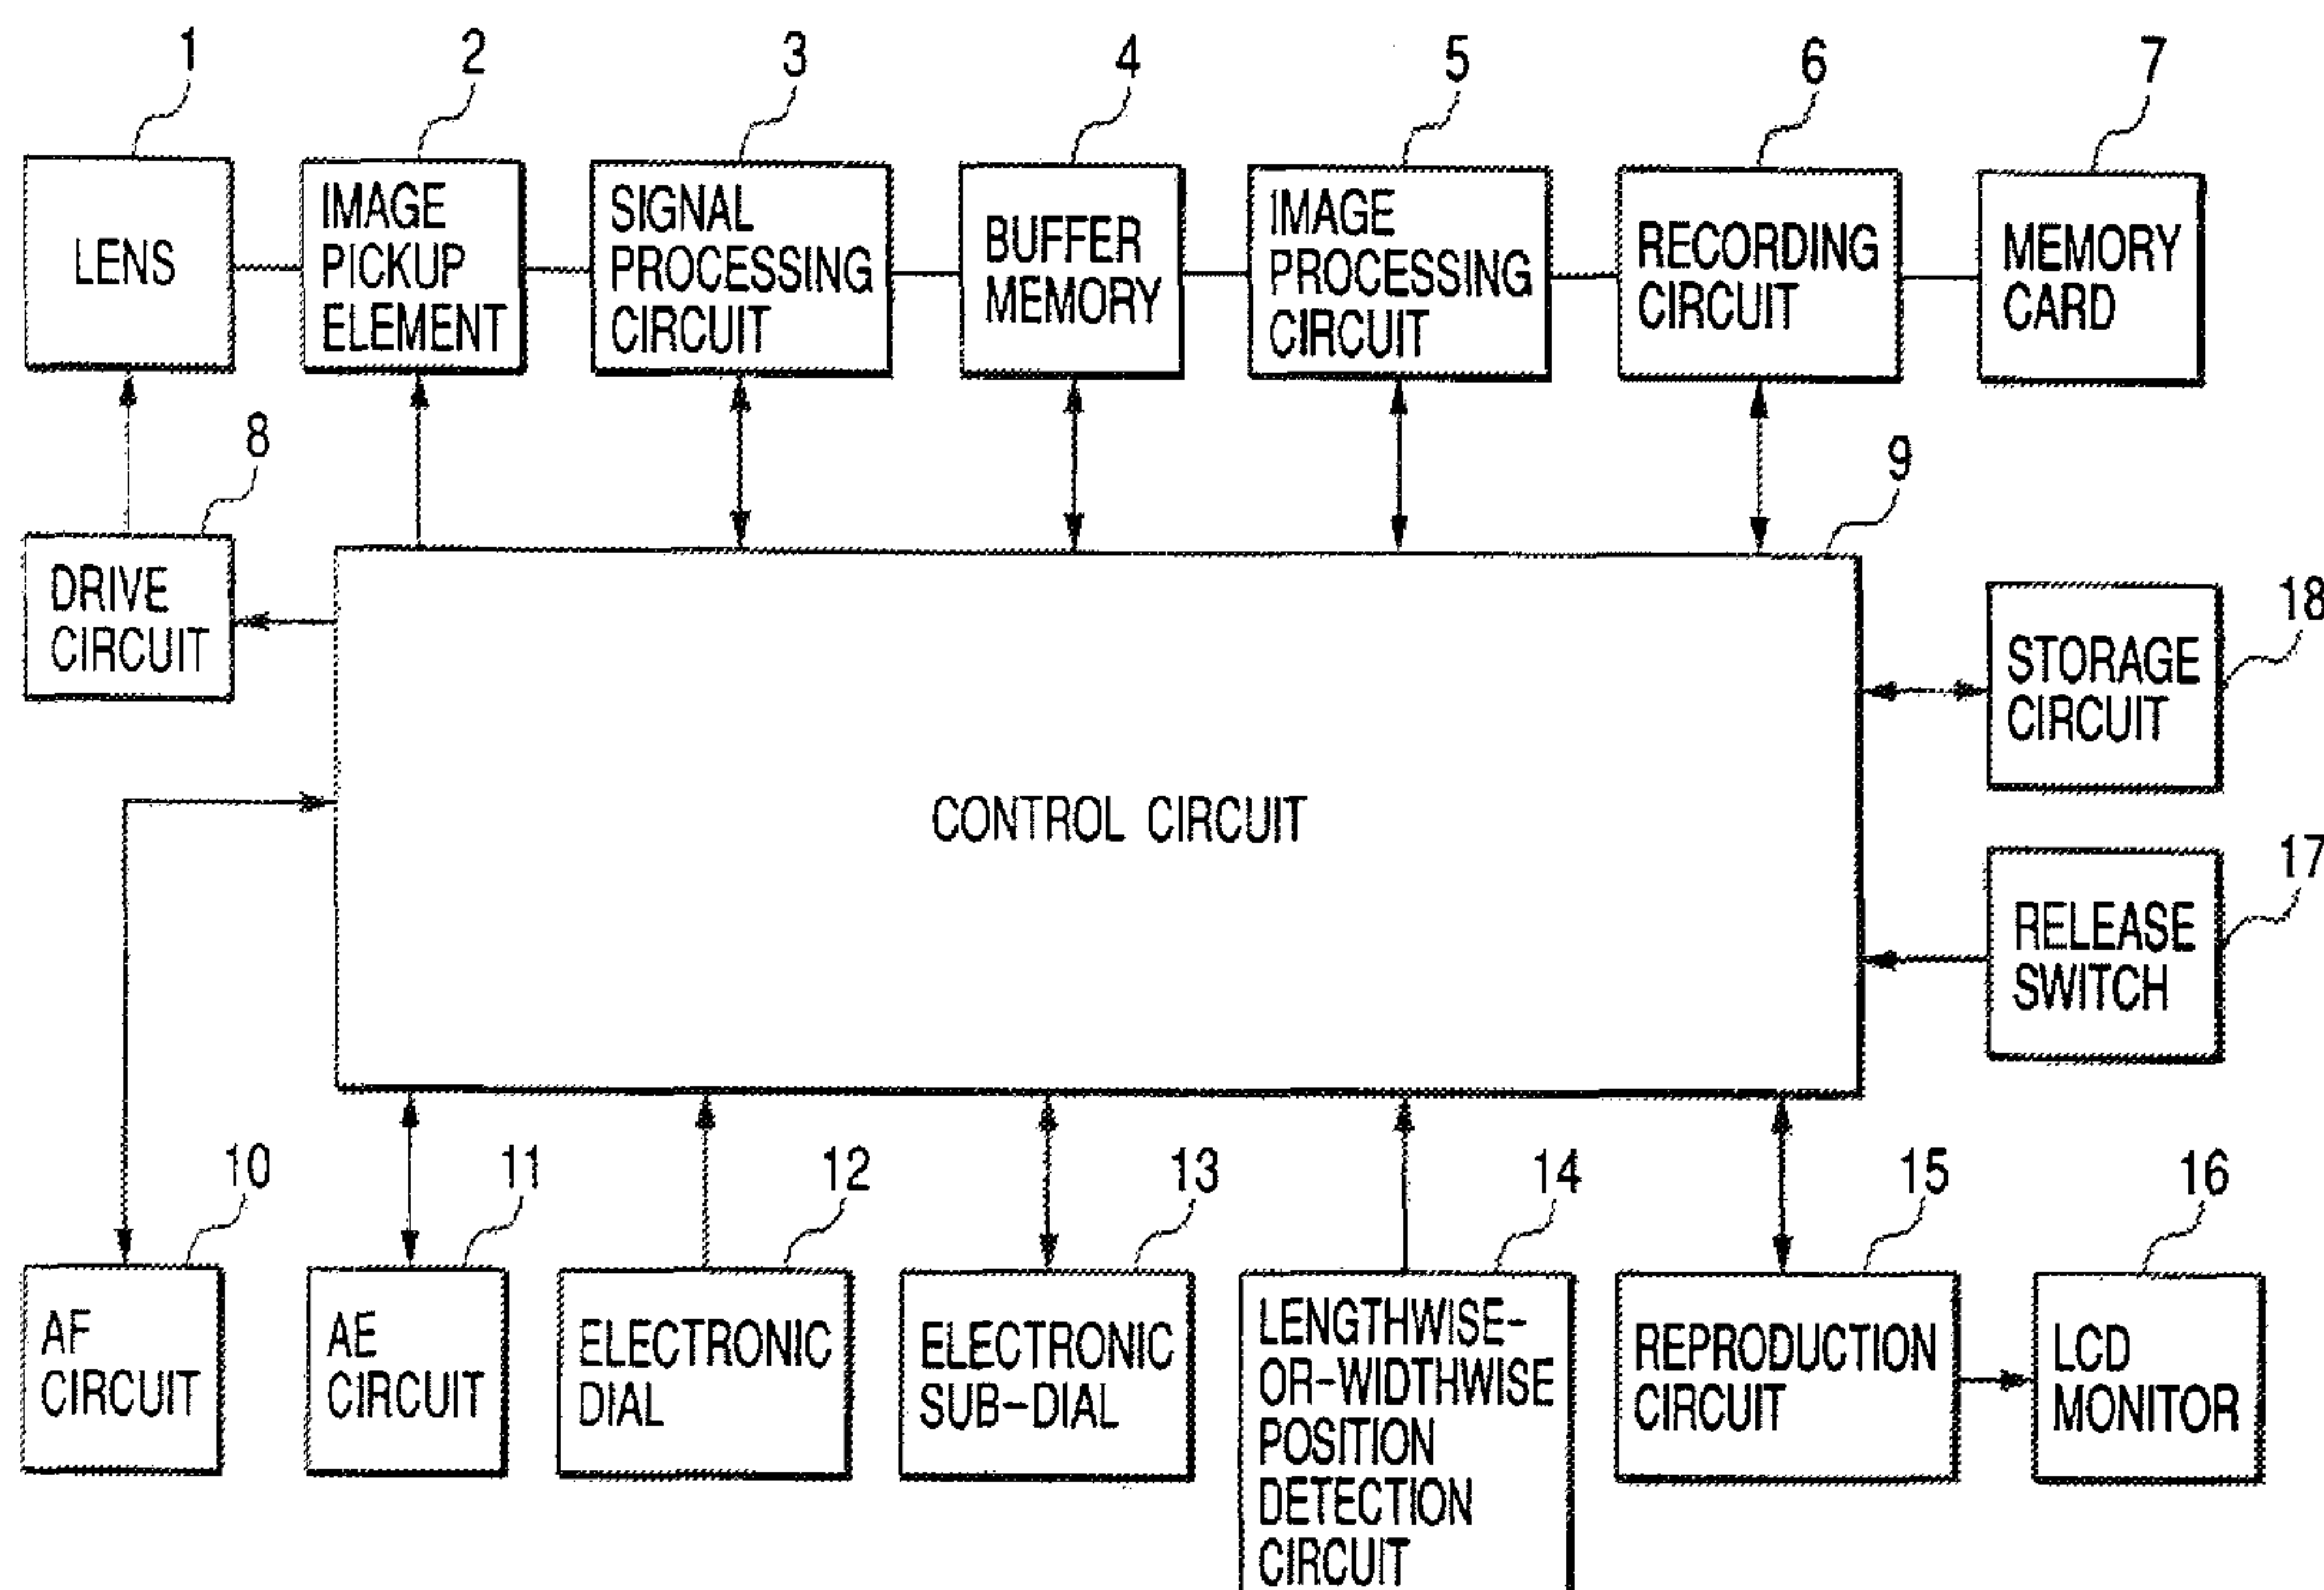 1
2
3
4
5
6
7
LENS
IMAGE
PICKUP
ELEMENT
SIGNAL
PROCESSING
CIRCUIT
BUFFER
MEMORY
IMAGE
PROCESSING
CIRCUIT
RECORDING
CIRCUIT
MEMORY
CARD
8
9
DRIVE
CIRCUIT
18
STORAGE
CIRCUIT
CONTROL CIRCUIT
17
RELEASE
SWITCH
10
11
12
13
14
15
16
AF
CIRCUIT
AE
CIRCUIT
ELECTRONIC
DIAL
ELECTRONIC
SUB-DIAL
LENGTHWISE-
OR-WIDTHWISE
POSITION
DETECTION
CIRCUIT
REPRODUCTION
CIRCUIT
LCD
MONITOR